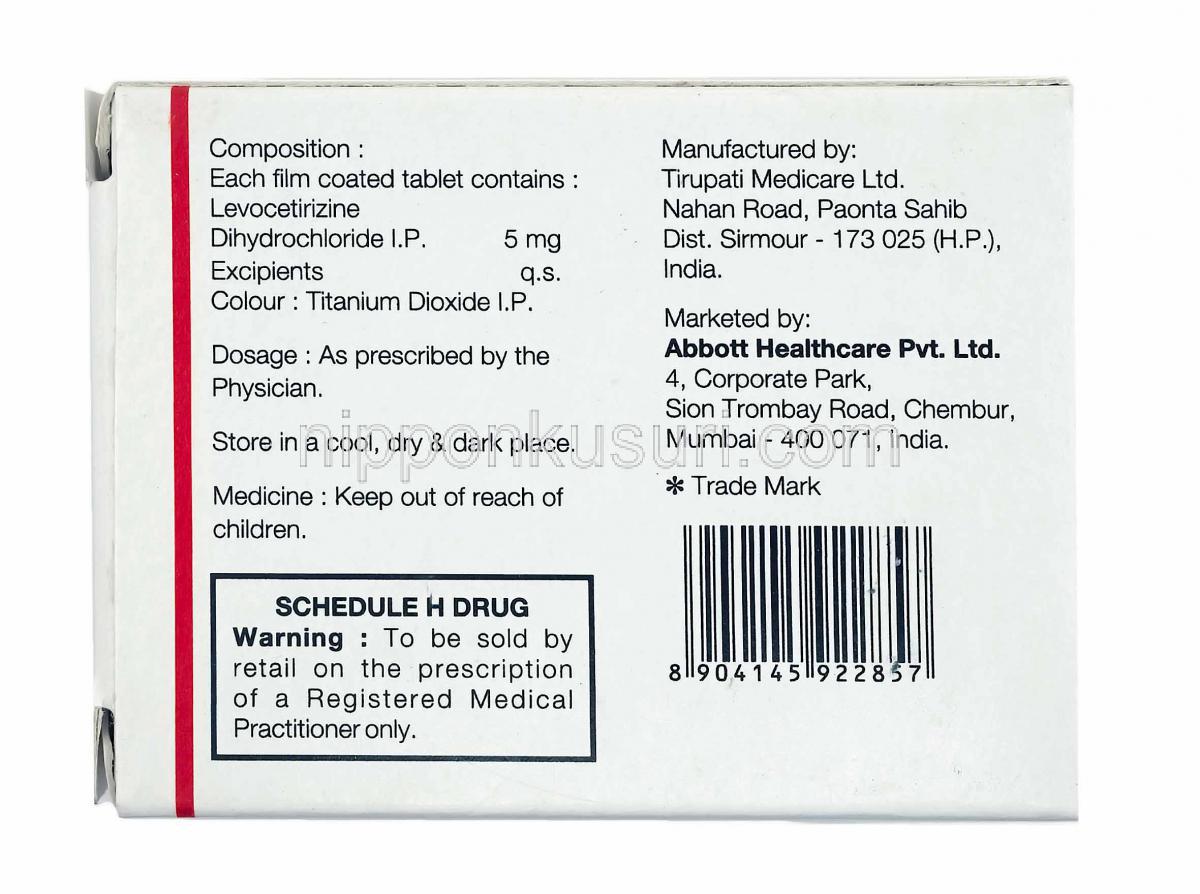 Composition :
Each film coated tablet contains :
Levocetirizine
Dihydrochloride I.P. 5 mg
Excipients q.s.
Colour : Titanium Dioxide I.P.
Dosage : As prescribed by the
Physician.
Store in a cool, dry & dark place.
Medicine : Keep out of reach of
children.
SCHEDULE H DRUG
Warning : To be sold by
retail on the prescription
of a Registered Medical
Practitioner only.
Manufactured by:
Tirupati Medicare Ltd.
Nahan Road, Paonta Sahib
Dist. Sirmour - 173 025 (H.P.),
India.
Marketed by:
Abbott Healthcare Pvt. Ltd.
4, Corporate Park,
Sion Trombay Road, Chembur,
Mumbai - 400 071, India.
* Trade Mark
8 904145 922857
nipponkusuri.com